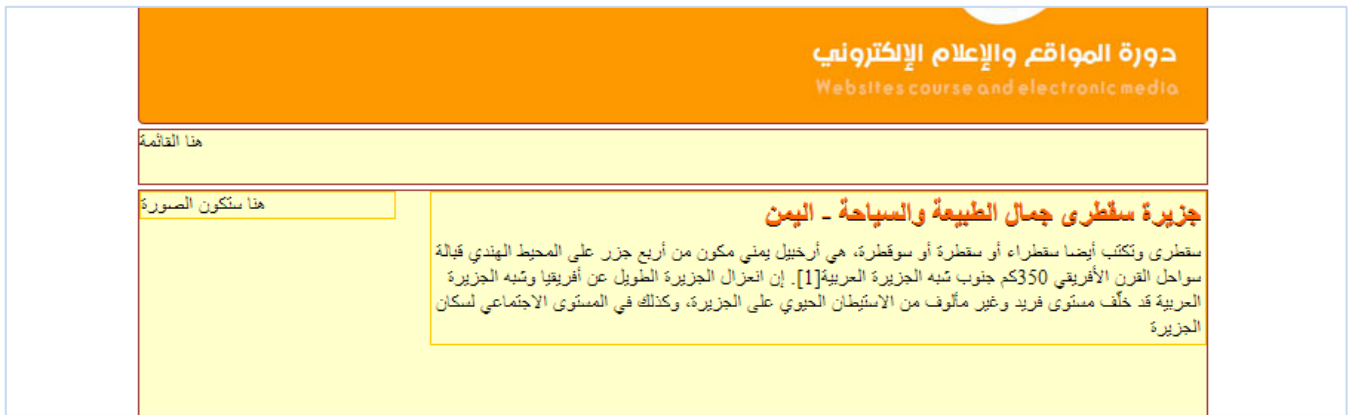 دورة المواقع والإعلام الإلكتروني
Websites course and electronic media
هنا القائمة
جزيرة سقطرى جمال الطبيعة والسياحة - اليمن
سقطرى وتكتب أيضا سقطراء أو سقطرة أو سوقطرة، هي أرخبيل يمني مكون من أربع جزر على المحيط الهندي قبالة
سواحل القرن الأفريقي 350كم جنوب شبه الجزيرة العربية[1]. إن انعزال الجزيرة الطويل عن أفريقيا وشبه الجزيرة
العربية قد خلّف مستوى فريد وغير مألوف من الاستيطان الحيوي على الجزيرة، وكذلك في المستوى الاجتماعي لسكان
الجزيرة
هنا ستكون الصورة